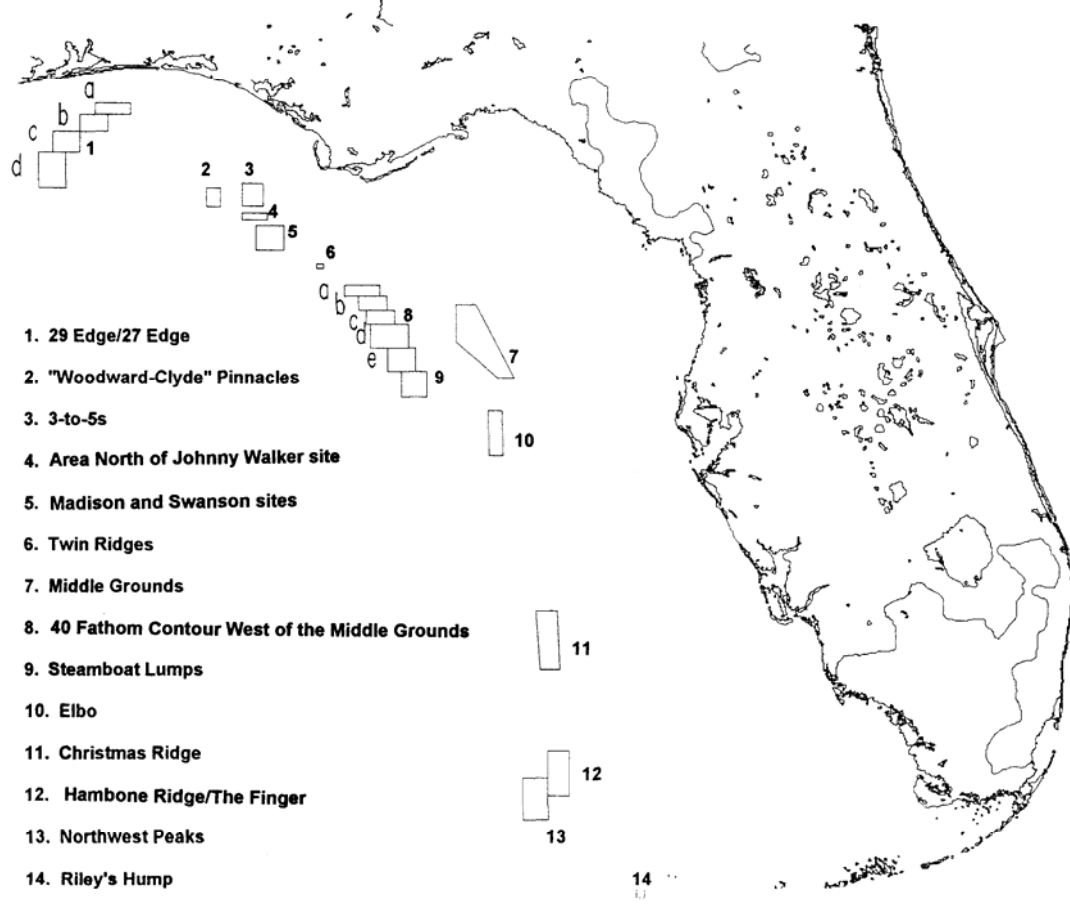 a
b
c
d
1
2
3
4
5
6
a
b
c
8
d
e
7
9
10
11
12
13
14
1. 29 Edge/27 Edge
2. "Woodward-Clyde" Pinnacles
3. 3-to-5s
4. Area North of Johnny Walker site
5. Madison and Swanson sites
6. Twin Ridges
7. Middle Grounds
8. 40 Fathom Contour West of the Middle Grounds
9. Steamboat Lumps
10. Elbo
11. Christmas Ridge
12. Hambone Ridge/The Finger
13. Northwest Peaks
14. Riley's Hump